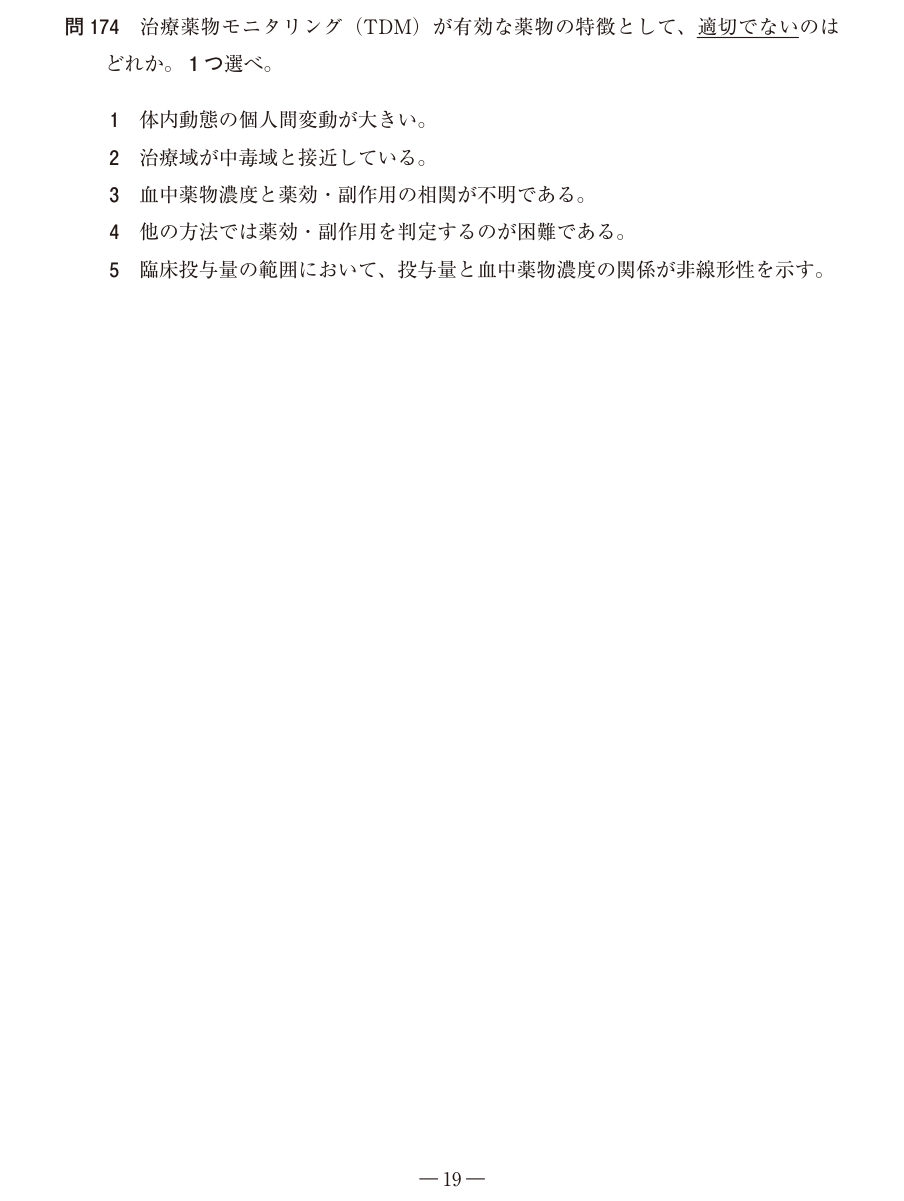 問 174 治療薬物モニタリング（TDM）が有効な薬物の特徴として、適切でないのは
どれか。1つ選べ。
1 体内動態の個人間変動が大きい。
2 治療域が中毒域と接近している。
3 血中薬物濃度と薬効・副作用の相関が不明である。
4 他の方法では薬効・副作用を判定するのが困難である。
5 臨床投与量の範囲において、投与量と血中薬物濃度の関係が非線形性を示す。
― 19 ―